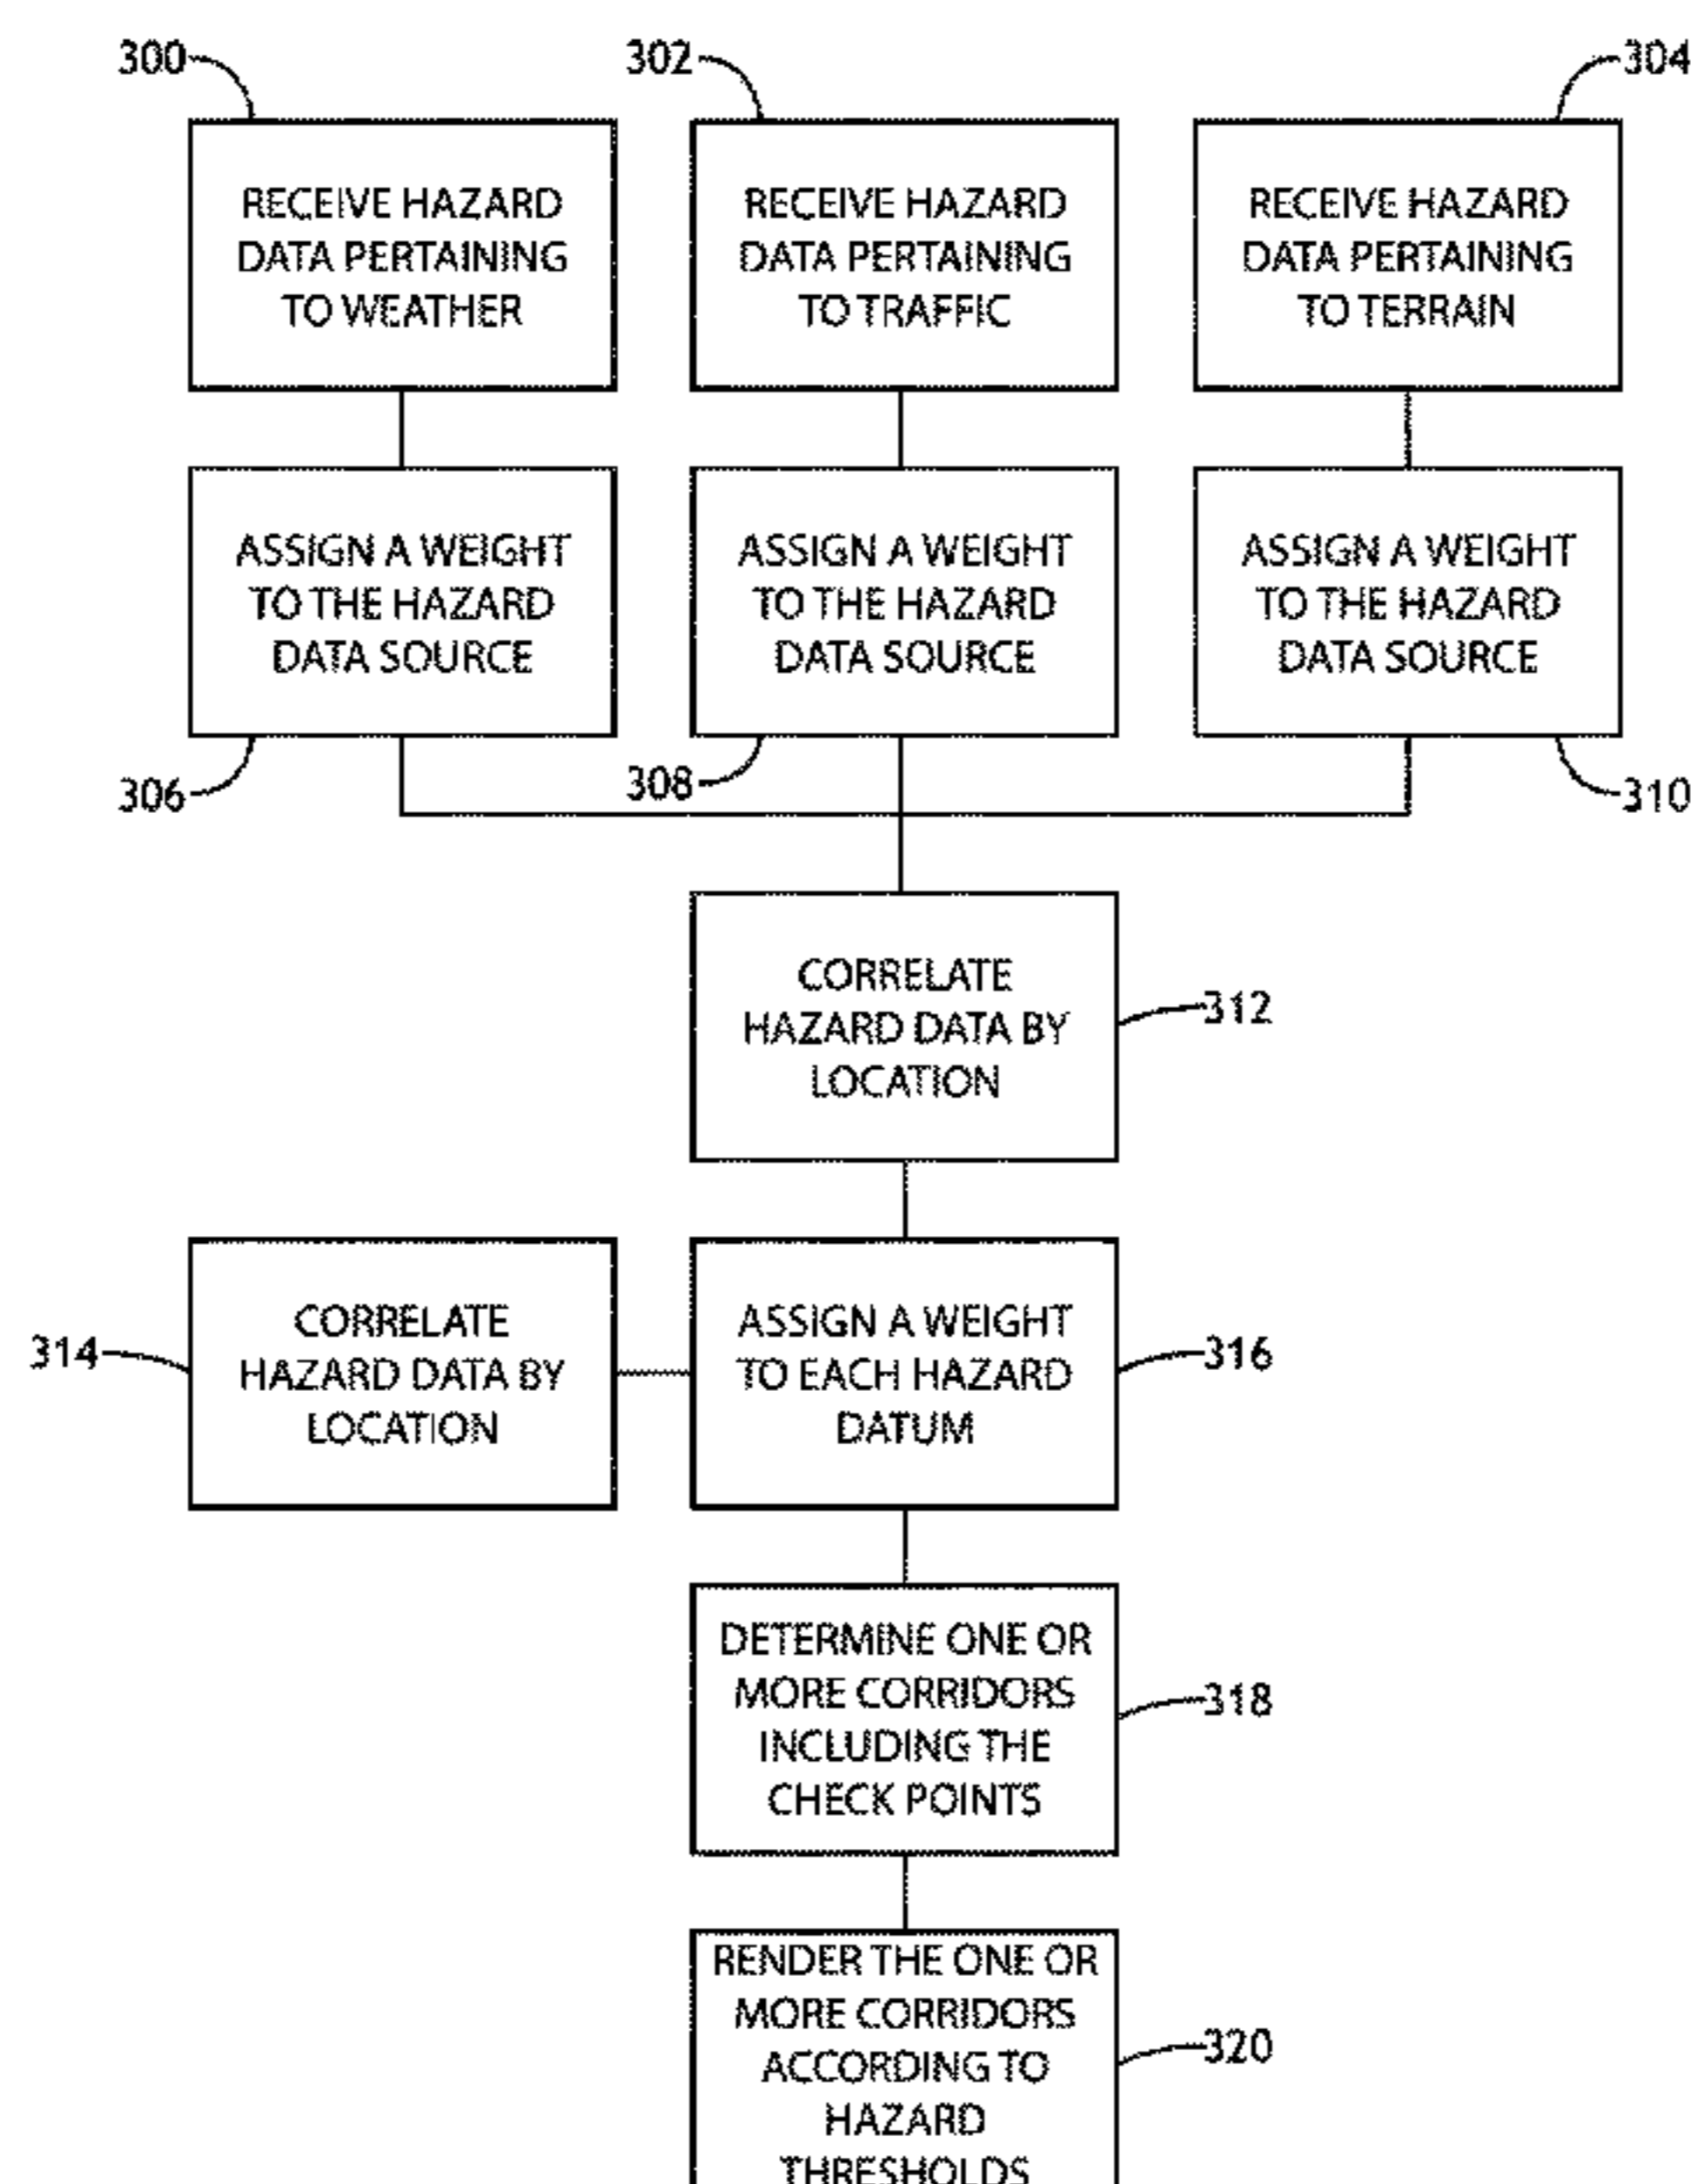 300
302
304
RECEIVE HAZARD
DATA PERTAINING
TO WEATHER
RECEIVE HAZARD
DATA PERTAINING
TO TRAFFIC
RECEIVE HAZARD
DATA PERTAINING
TO TERRAIN
ASSIGN A WEIGHT
TO THE HAZARD
DATA SOURCE
ASSIGN A WEIGHT
TO THE HAZARD
DATA SOURCE
ASSIGN A WEIGHT
TO THE HAZARD
DATA SOURCE
306
308
310
CORRELATE
HAZARD DATA BY
LOCATION
312
314
CORRELATE
HAZARD DATA BY
LOCATION
ASSIGN A WEIGHT
TO EACH HAZARD
DATUM
316
DETERMINE ONE OR
MORE CORRIDORS
INCLUDING THE
CHECK POINTS
318
RENDER THE ONE OR
MORE CORRIDORS
ACCORDING TO
HAZARD
THRESHOLDS
320